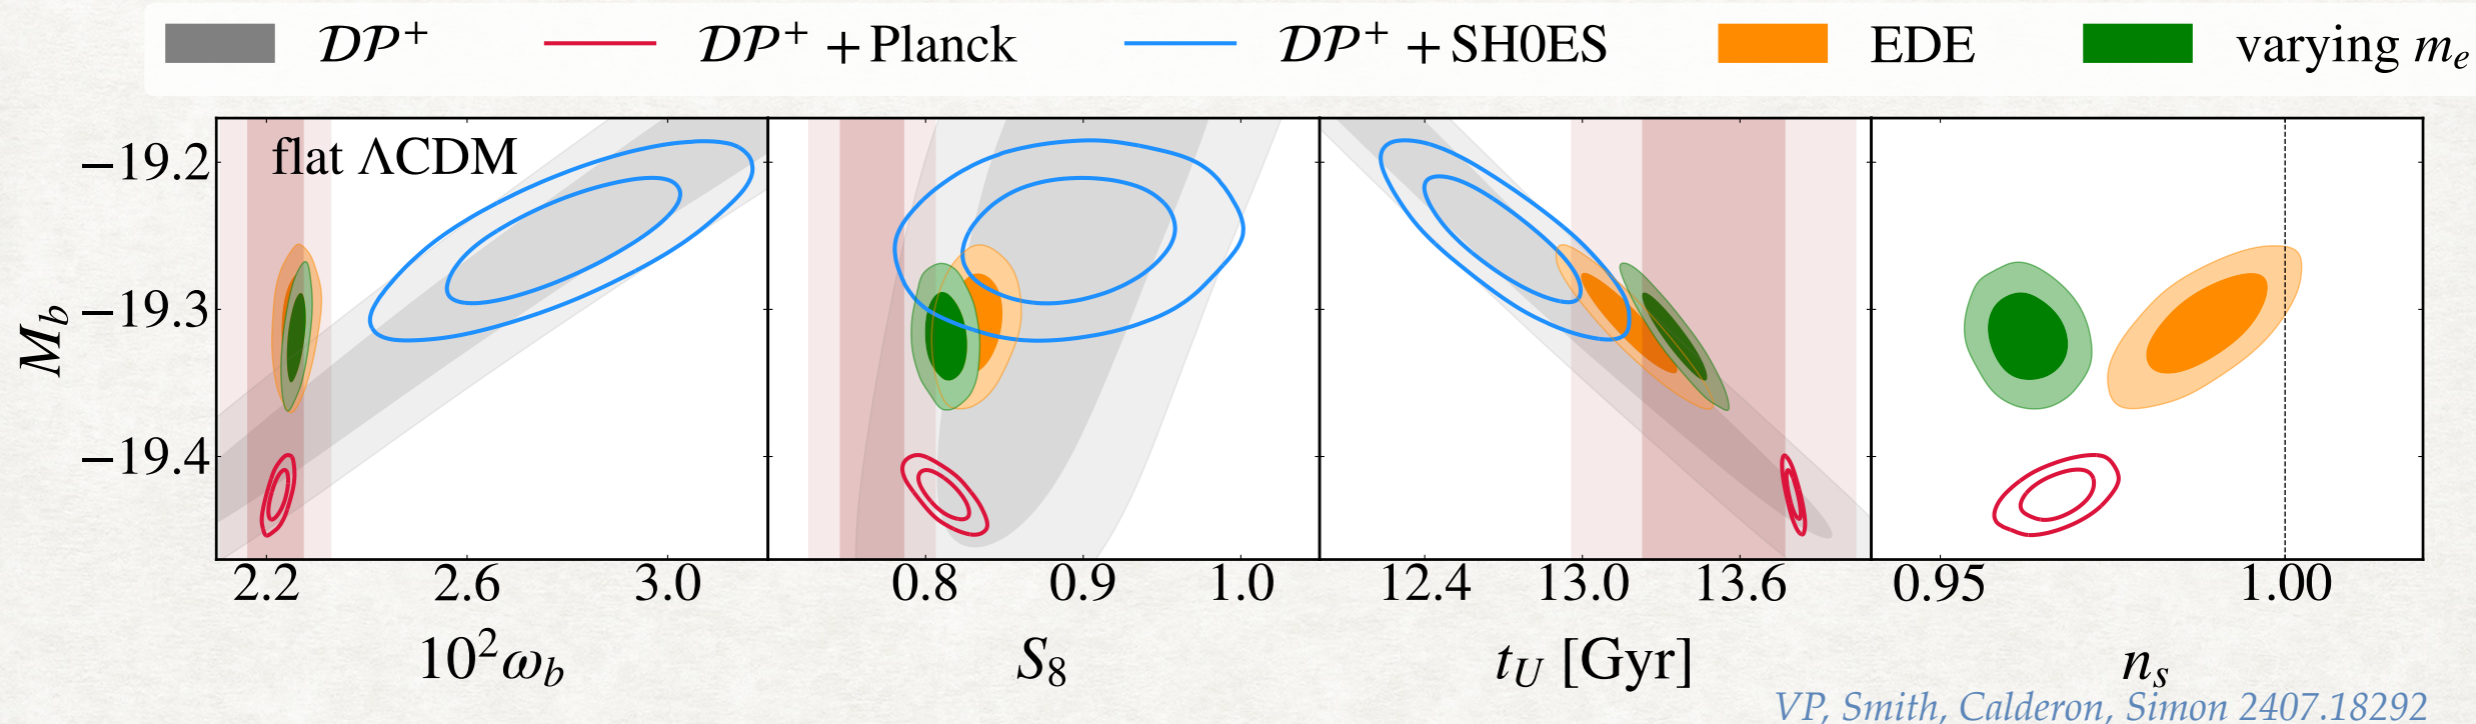 𝒟𝒫⁺ 𝒟𝒫⁺ + Planck 𝒟𝒫⁺ + SH0ES EDE varying mₑ
flat ΛCDM
−19.2
−19.3
−19.4
M_b
2.2 2.6 3.0 0.8 0.9 1.0 12.4 13.0 13.6 0.95 1.00
10²ω_b S₈ t_U [Gyr] n_s
VP, Smith, Calderon, Simon 2407.18292